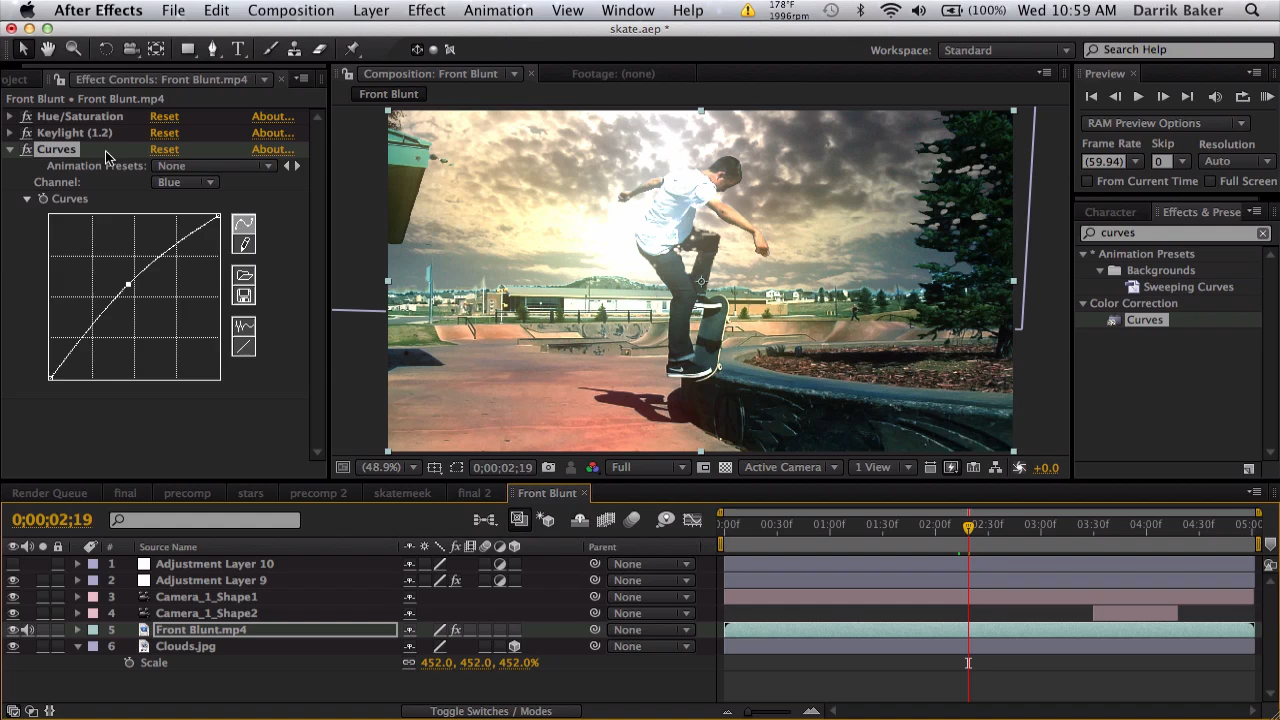 After Effects File Edit Composition Layer Effect Animation View Window Help 178°F 1996rpm (100%) Wed 10:59 AM Darrik Baker
skate.aep *
Workspace: Standard Search Help
oject Effect Controls: Front Blunt.mp4
Front Blunt • Front Blunt.mp4
fx Hue/Saturation Reset About...
fx Keylight (1.2) Reset About...
fx Curves Reset About...
Animation Presets: None
Channel: Blue
Curves
Composition: Front Blunt Footage: (none)
Front Blunt
(48.9%) 0;00;02;19 Full Active Camera 1 View +0.0
Preview
RAM Preview Options
Frame Rate Skip Resolution
(59.94) 0 Auto
From Current Time Full Screen
Character Effects & Prese
curves
* Animation Presets
Backgrounds
Sweeping Curves
Color Correction
Curves
Render Queue final precomp stars precomp 2 skatemeek final 2 Front Blunt
0;00;02;19
:00f 00:30f 01:00f 01:30f 02:00f 02:30f 03:00f 03:30f 04:00f 04:30f 05:00
# Source Name fx Parent
1 Adjustment Layer 10 None
2 Adjustment Layer 9 fx None
3 Camera_1_Shape1 None
4 Camera_1_Shape2 None
5 Front Blunt.mp4 fx None
6 Clouds.jpg None
Scale 452.0, 452.0, 452.0%
Toggle Switches / Modes